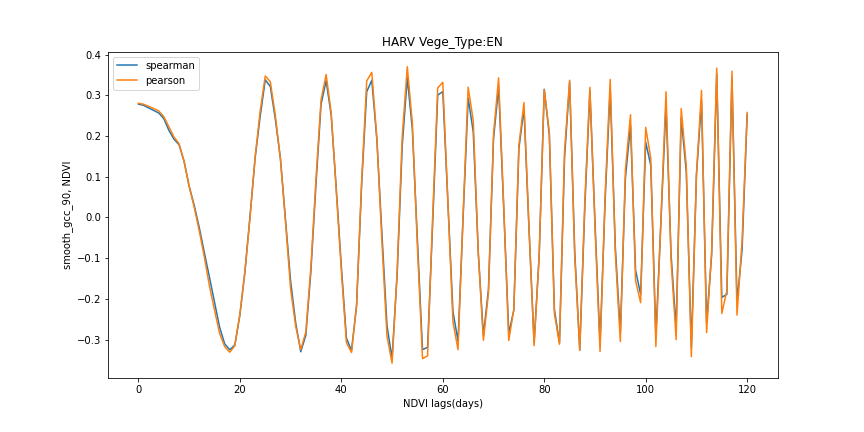 HARV Vege_Type:EN
spearman
pearson
smooth_gcc_90, NDVI
0.4
0.3
0.2
0.1
0.0
−0.1
−0.2
−0.3
0 20 40 60 80 100 120
NDVI lags(days)